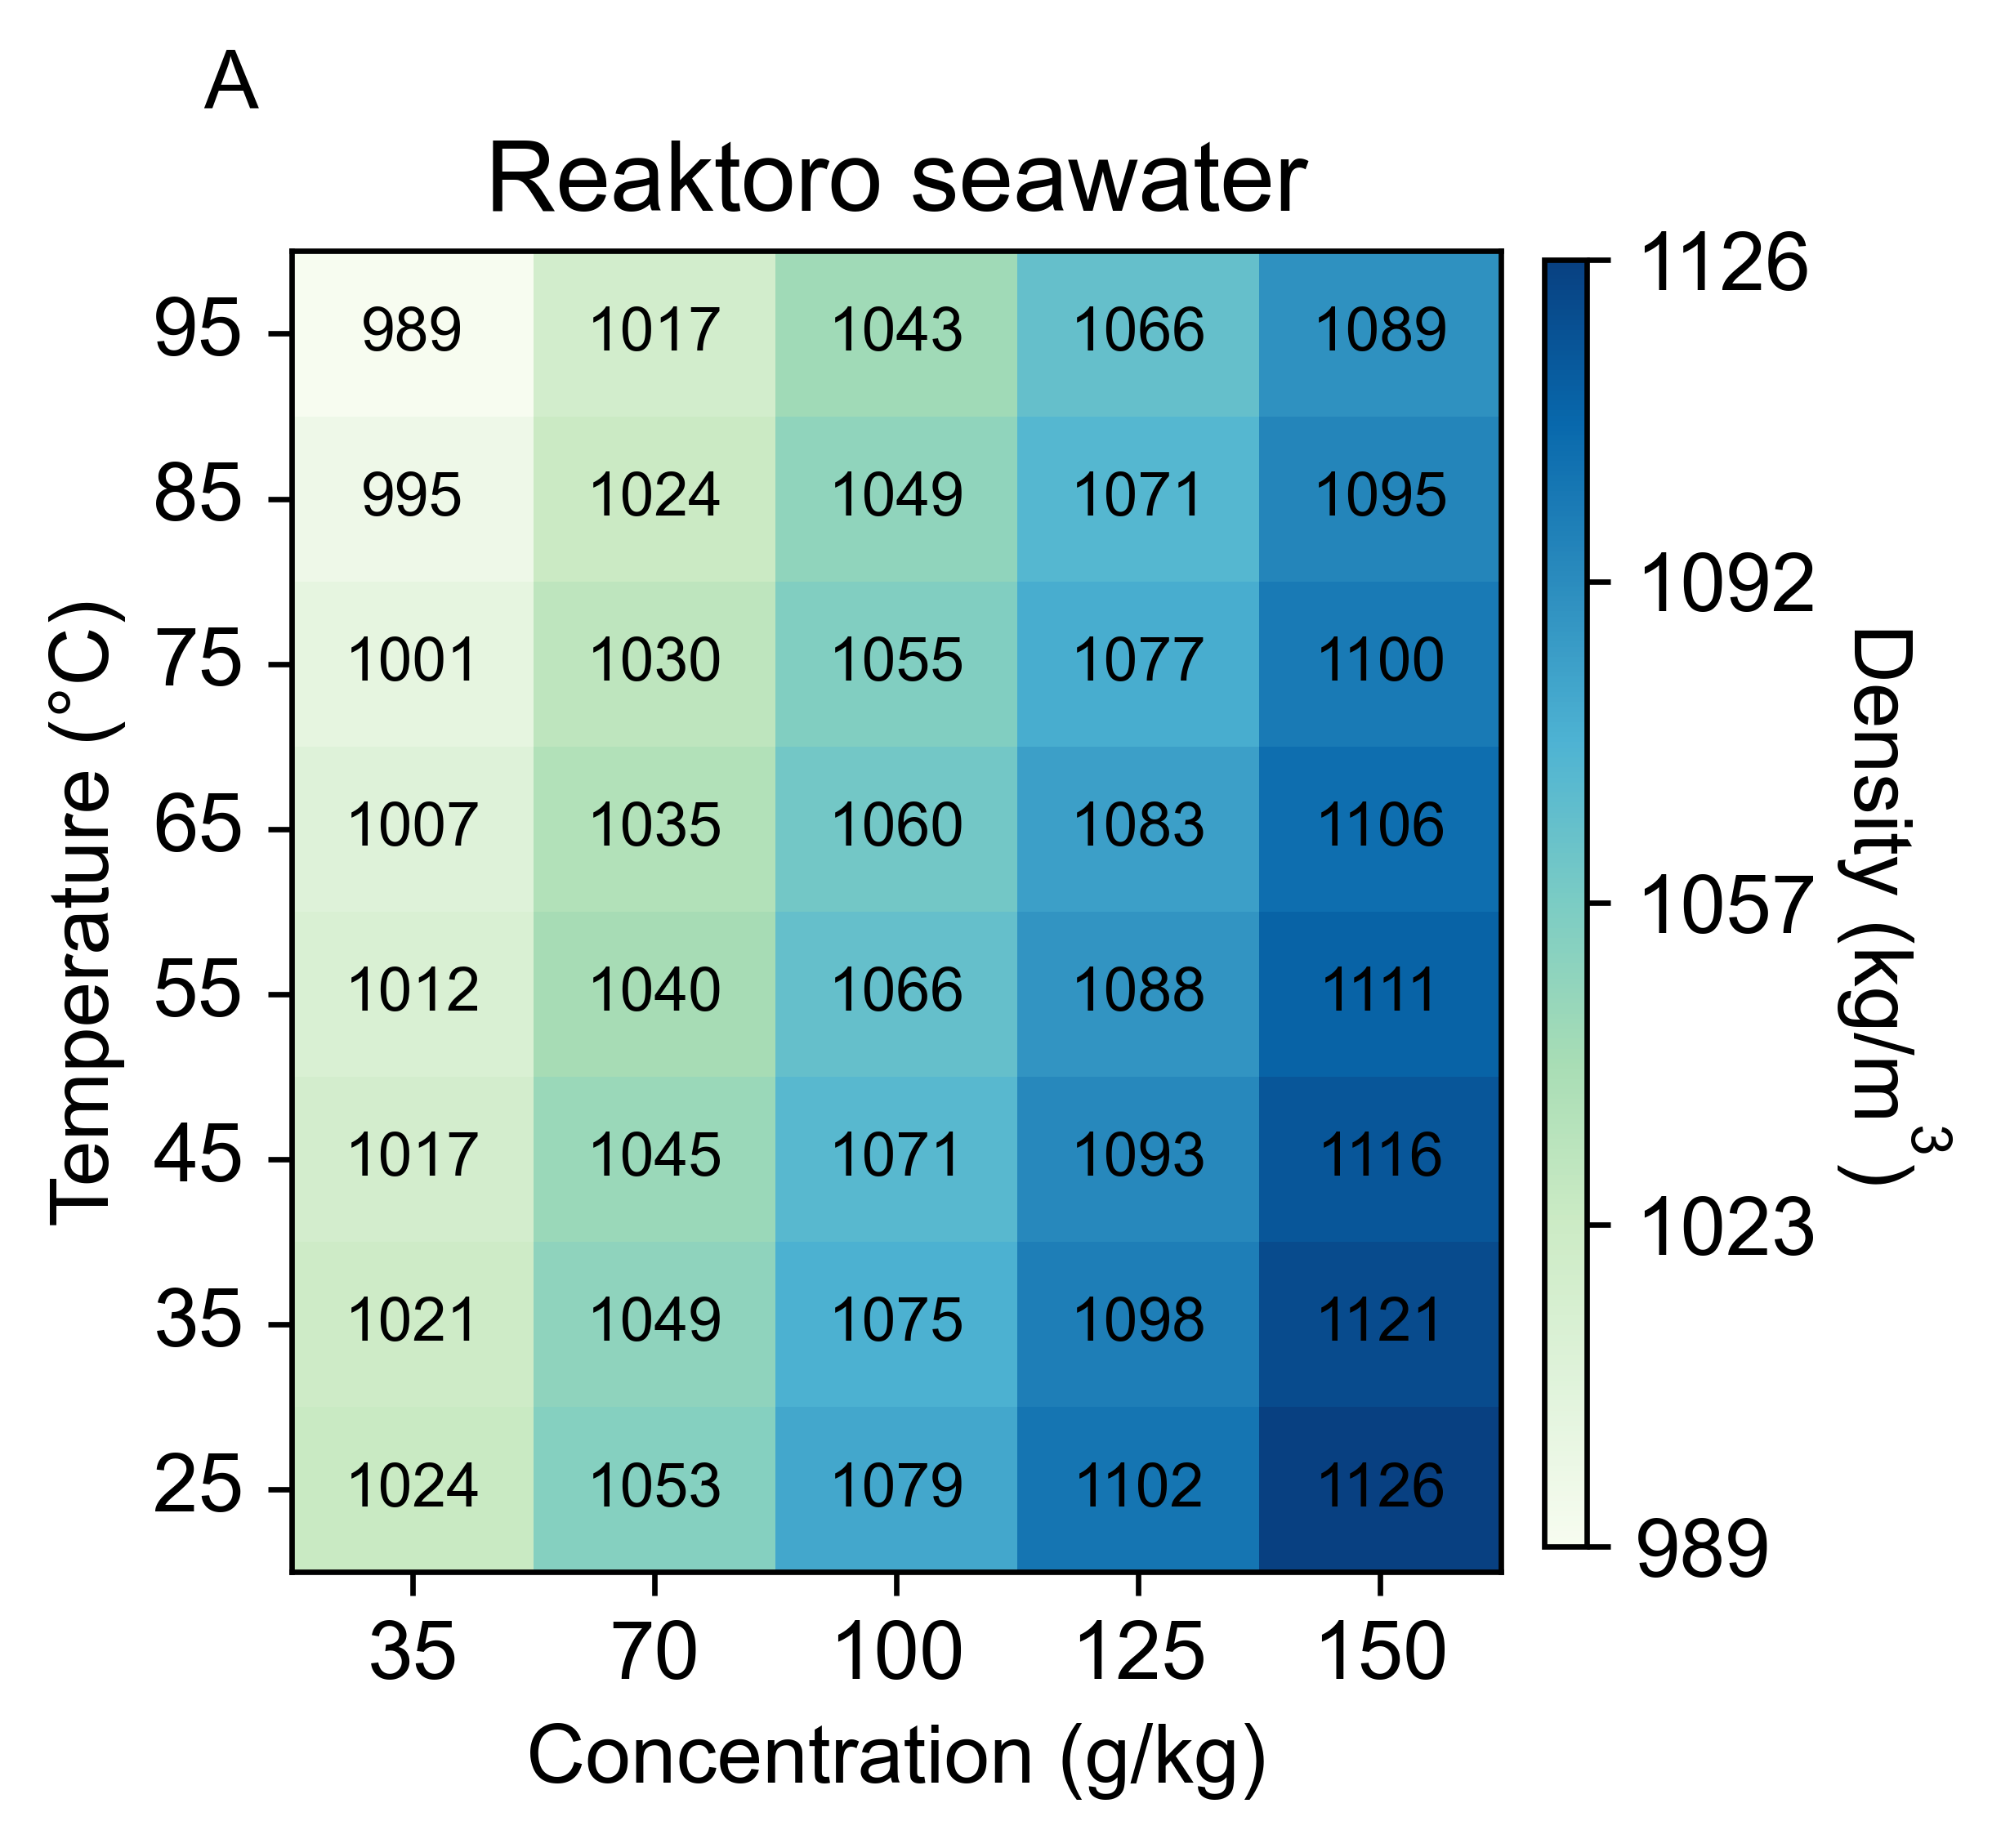 A
Reaktoro seawater
95 989 1017 1043 1066 1089
85 995 1024 1049 1071 1095
75 1001 1030 1055 1077 1100
65 1007 1035 1060 1083 1106
55 1012 1040 1066 1088 1111
45 1017 1045 1071 1093 1116
35 1021 1049 1075 1098 1121
25 1024 1053 1079 1102 1126
35 70 100 125 150
Concentration (g/kg)
Temperature (°C)
1126
1092
1057
1023
989
Density (kg/m³)